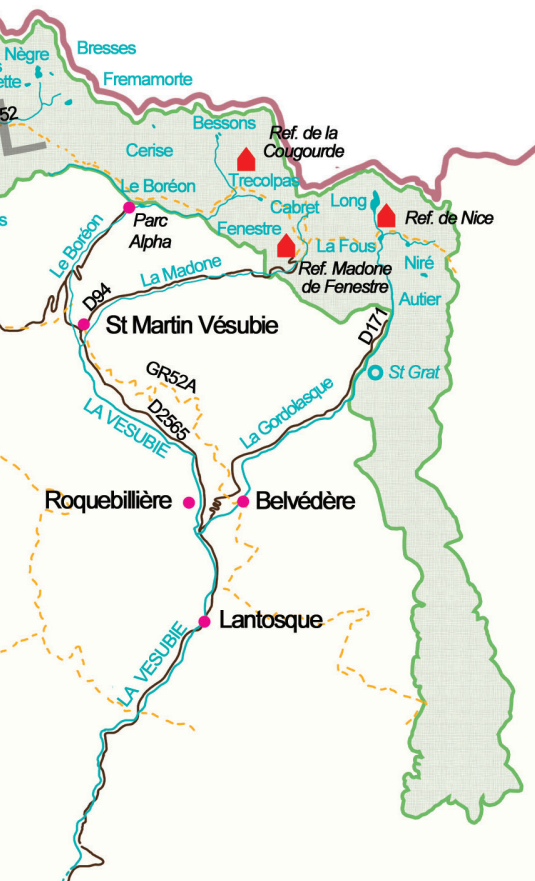 Nègre
Bresses
Fremamorte
52
Bessons
Ref. de la
Cougourde
Cerise
Le Boréon
Trecolpas
Long
Cabret
Ref. de Nice
Parc
Alpha
Fenestre
La Fous
Le Boréon
La Madone
Ref. Madone
de Fenestre
Niré
Autier
D94
St Martin Vésubie
D171
GR52A
St Grat
LA VESUBIE
D2565
La Gordolasque
Roquebillière
Belvédère
Lantosque
LA VESUBIE